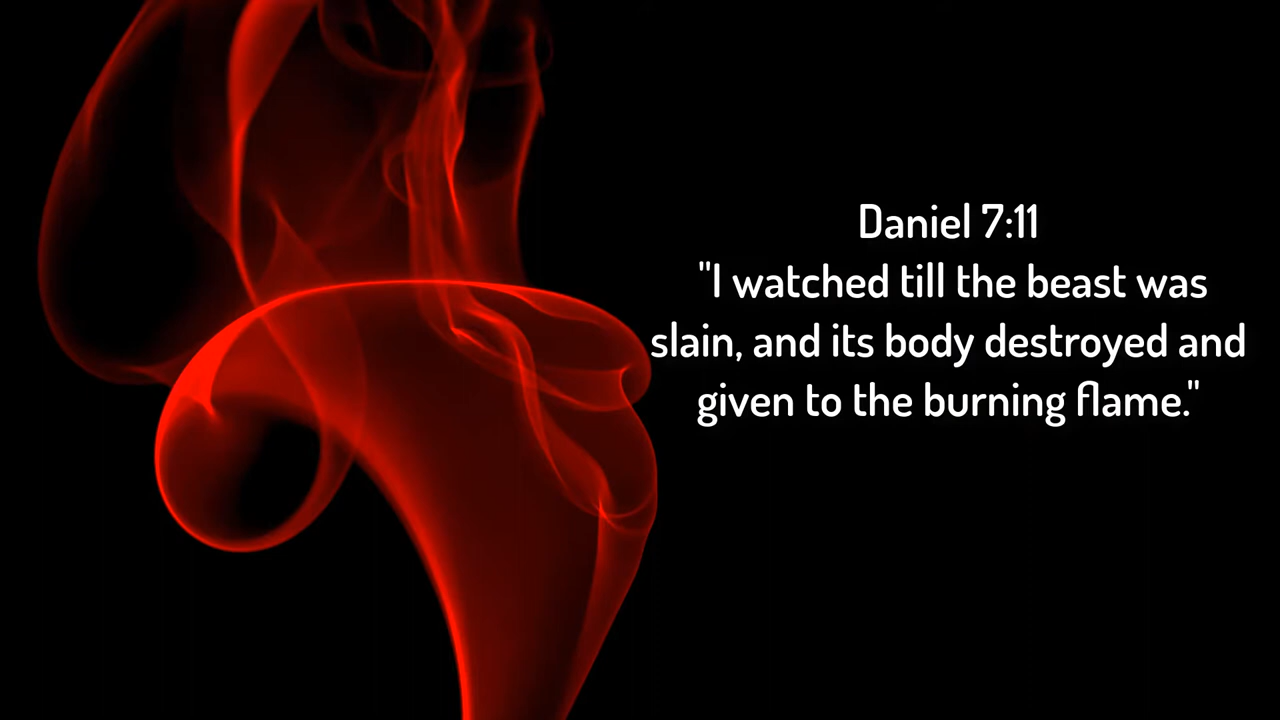 Daniel 7:11
"I watched till the beast was
slain, and its body destroyed and
given to the burning flame."